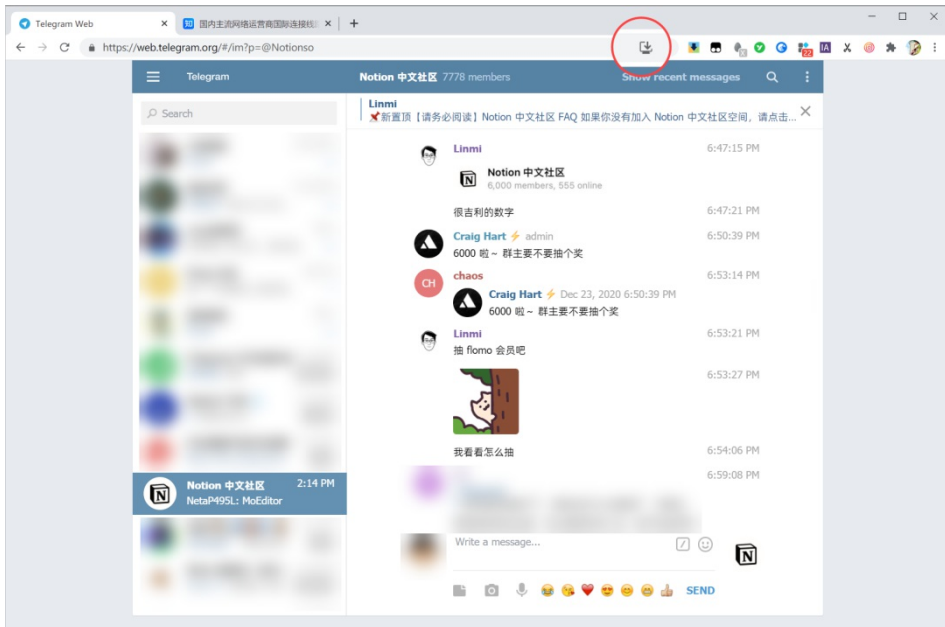 Telegram Web
国内主流网络运营商国际连接线
https://web.telegram.org/#/im?p=@Notionso
22
IA
X
Telegram
Notion 中文社区 7778 members
Show recent messages
Search
Linmi
📌新置顶【请务必阅读】Notion 中文社区 FAQ 如果你没有加入 Notion 中文社区空间，请点击...
Linmi 6:47:15 PM
Notion 中文社区
6,000 members, 555 online
很吉利的数字 6:47:21 PM
Craig Hart ⚡ admin 6:50:39 PM
6000 啦~ 群主要不要抽个奖
CH
chaos 6:53:14 PM
Craig Hart ⚡ Dec 23, 2020 6:50:39 PM
6000 啦~ 群主要不要抽个奖
Linmi 6:53:21 PM
抽 flomo 会员吧
6:53:27 PM
我看看怎么抽 6:54:06 PM
6:59:08 PM
Notion 中文社区 2:14 PM
NetaP495L: MoEditor
Write a message...
SEND